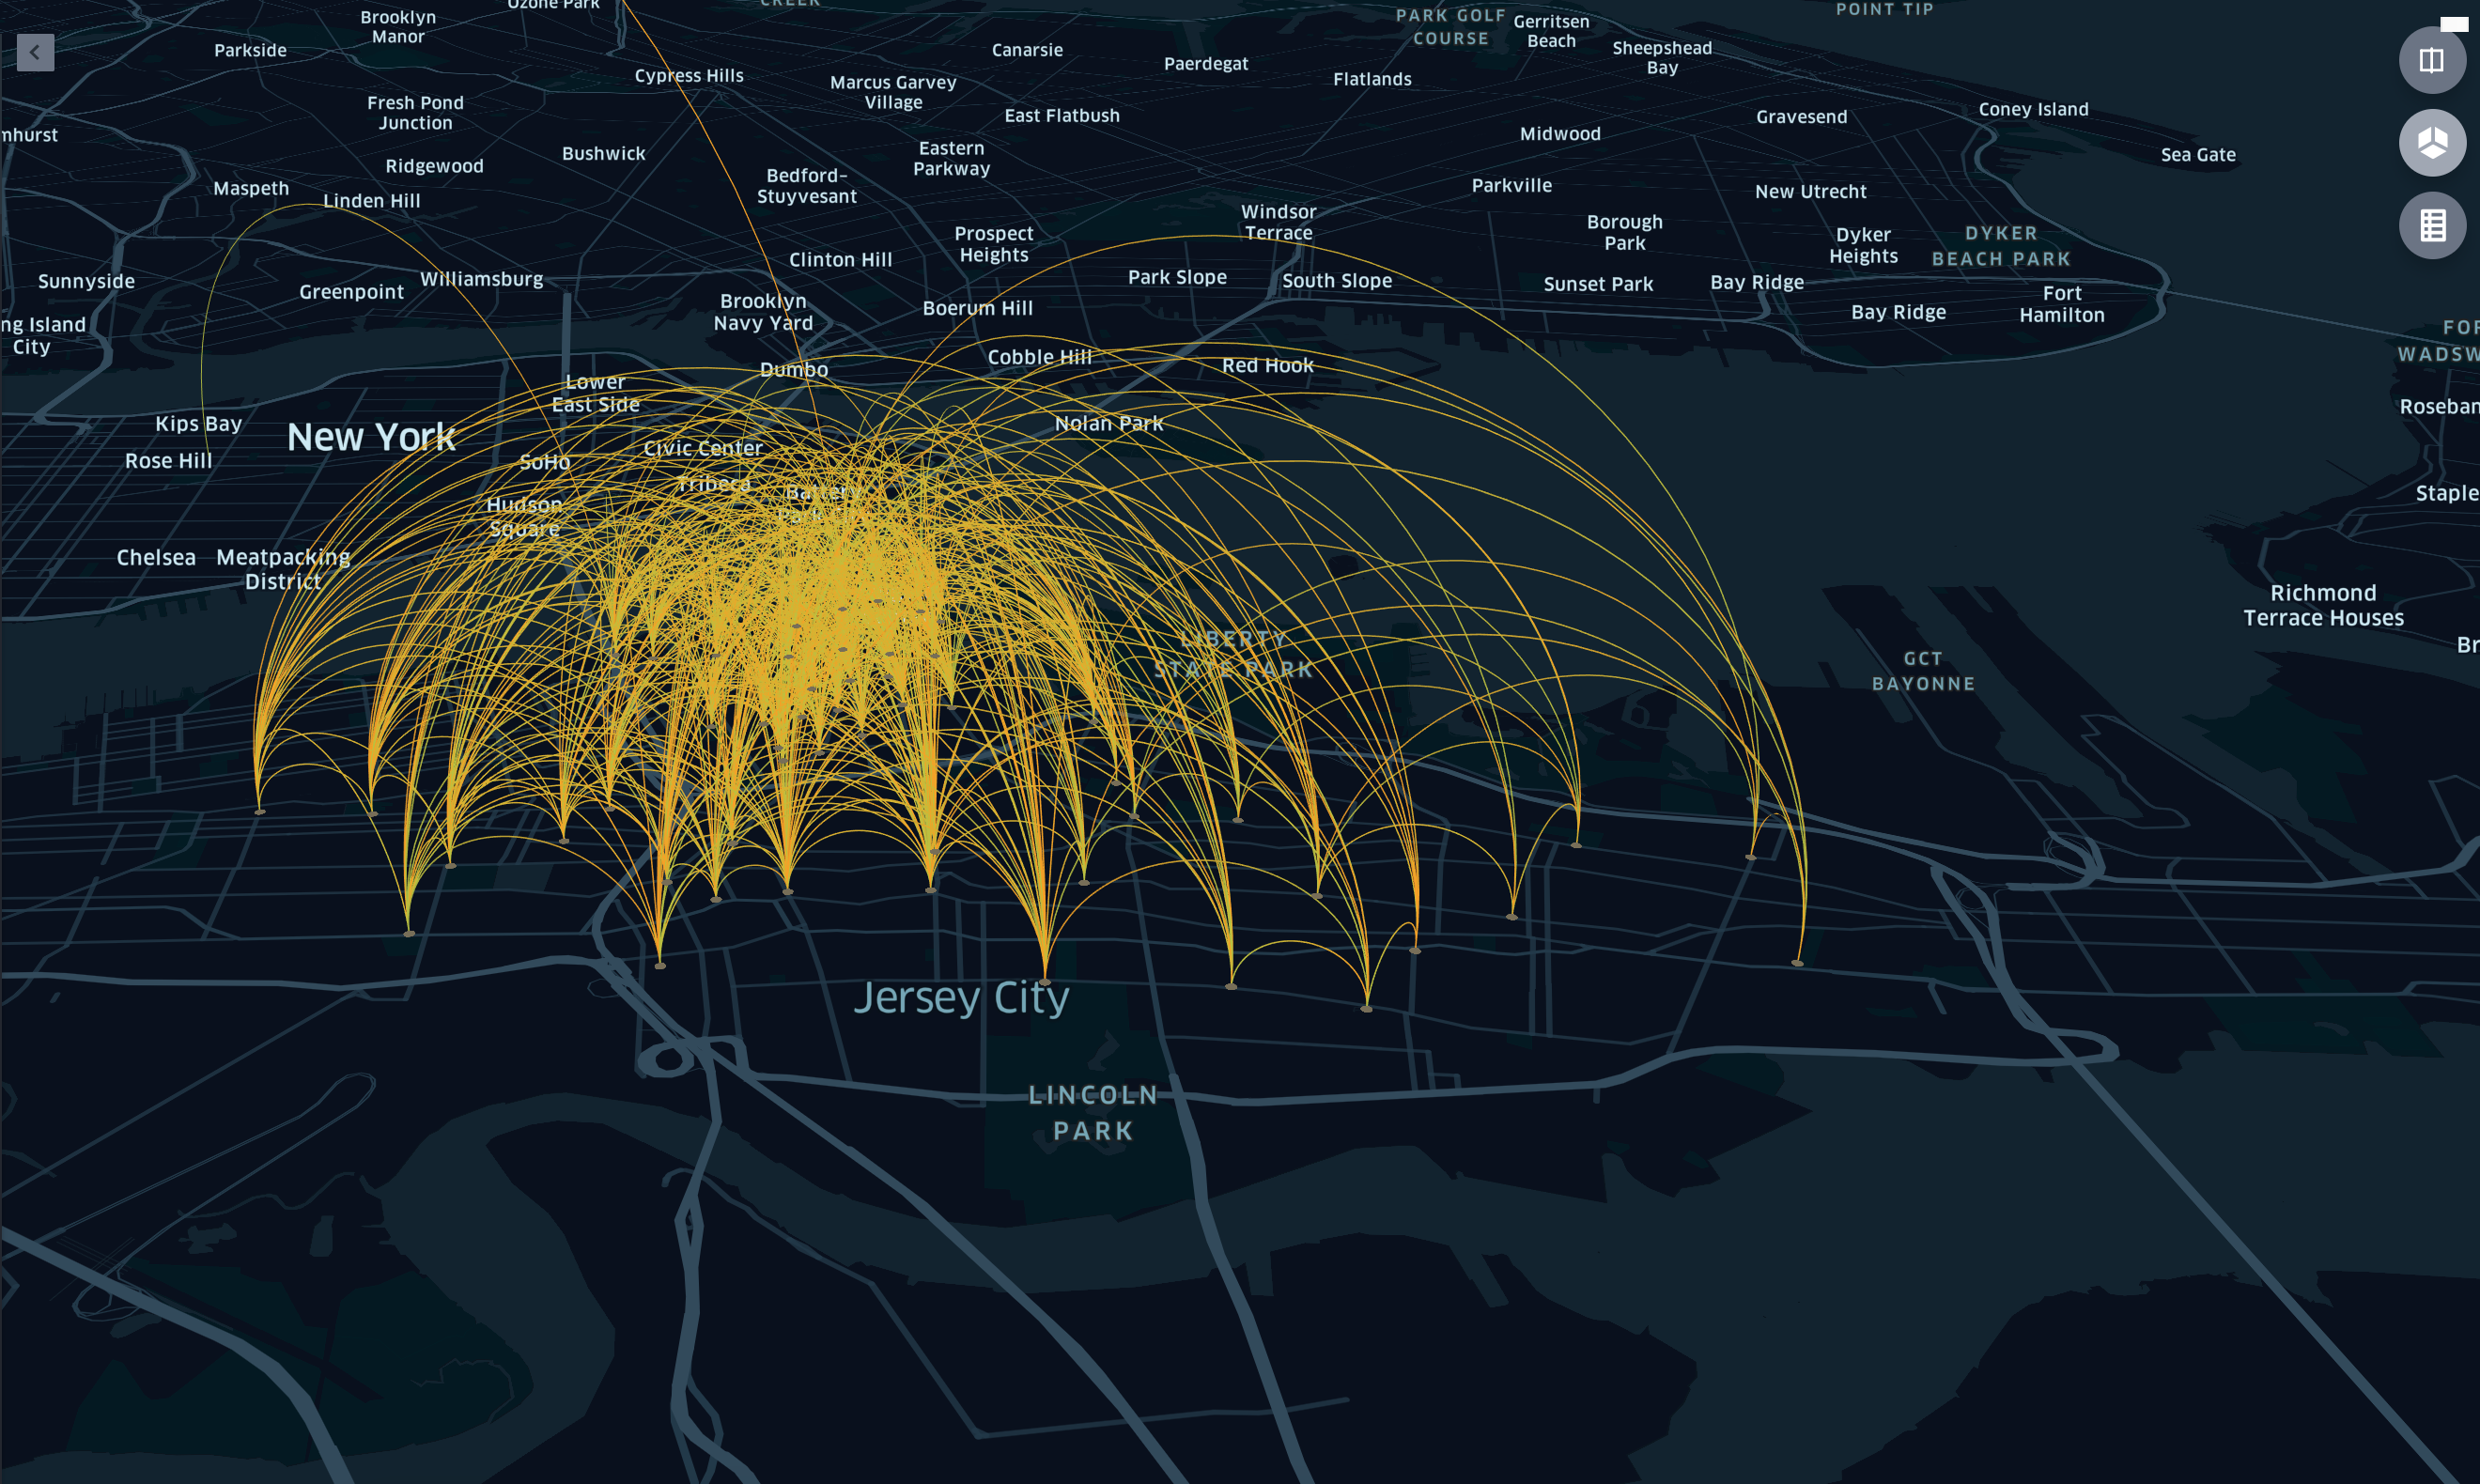 Ozone Park
CREEK
PARK GOLF
COURSE
Gerritsen
Beach
POINT TIP
Brooklyn
Manor
Parkside
Canarsie
Paerdegat
Sheepshead
Bay
Cypress Hills
Marcus Garvey
Village
Flatlands
Fresh Pond
Junction
East Flatbush
Gravesend
Coney Island
mhurst
Midwood
Bushwick
Eastern
Parkway
Sea Gate
Ridgewood
Maspeth
Linden Hill
Bedford-
Stuyvesant
Parkville
New Utrecht
Windsor
Terrace
Borough
Park
Prospect
Heights
Dyker
Heights
DYKER
BEACH PARK
Clinton Hill
Sunnyside
Greenpoint
Williamsburg
Park Slope
South Slope
Sunset Park
Bay Ridge
Brooklyn
Navy Yard
Boerum Hill
Bay Ridge
Fort
Hamilton
ng Island
City
FOR
WADSW
Dumbo
Cobble Hill
Red Hook
Lower
East Side
Roseban
Kips Bay
New York
Nolan Park
Rose Hill
SoHo
Civic Center
Tribeca
Battery
Park
Staple
Hudson
Square
Chelsea
Meatpacking
District
Richmond
Terrace Houses
LIBERTY
STATE PARK
Br
GCT
BAYONNE
Jersey City
LINCOLN
PARK